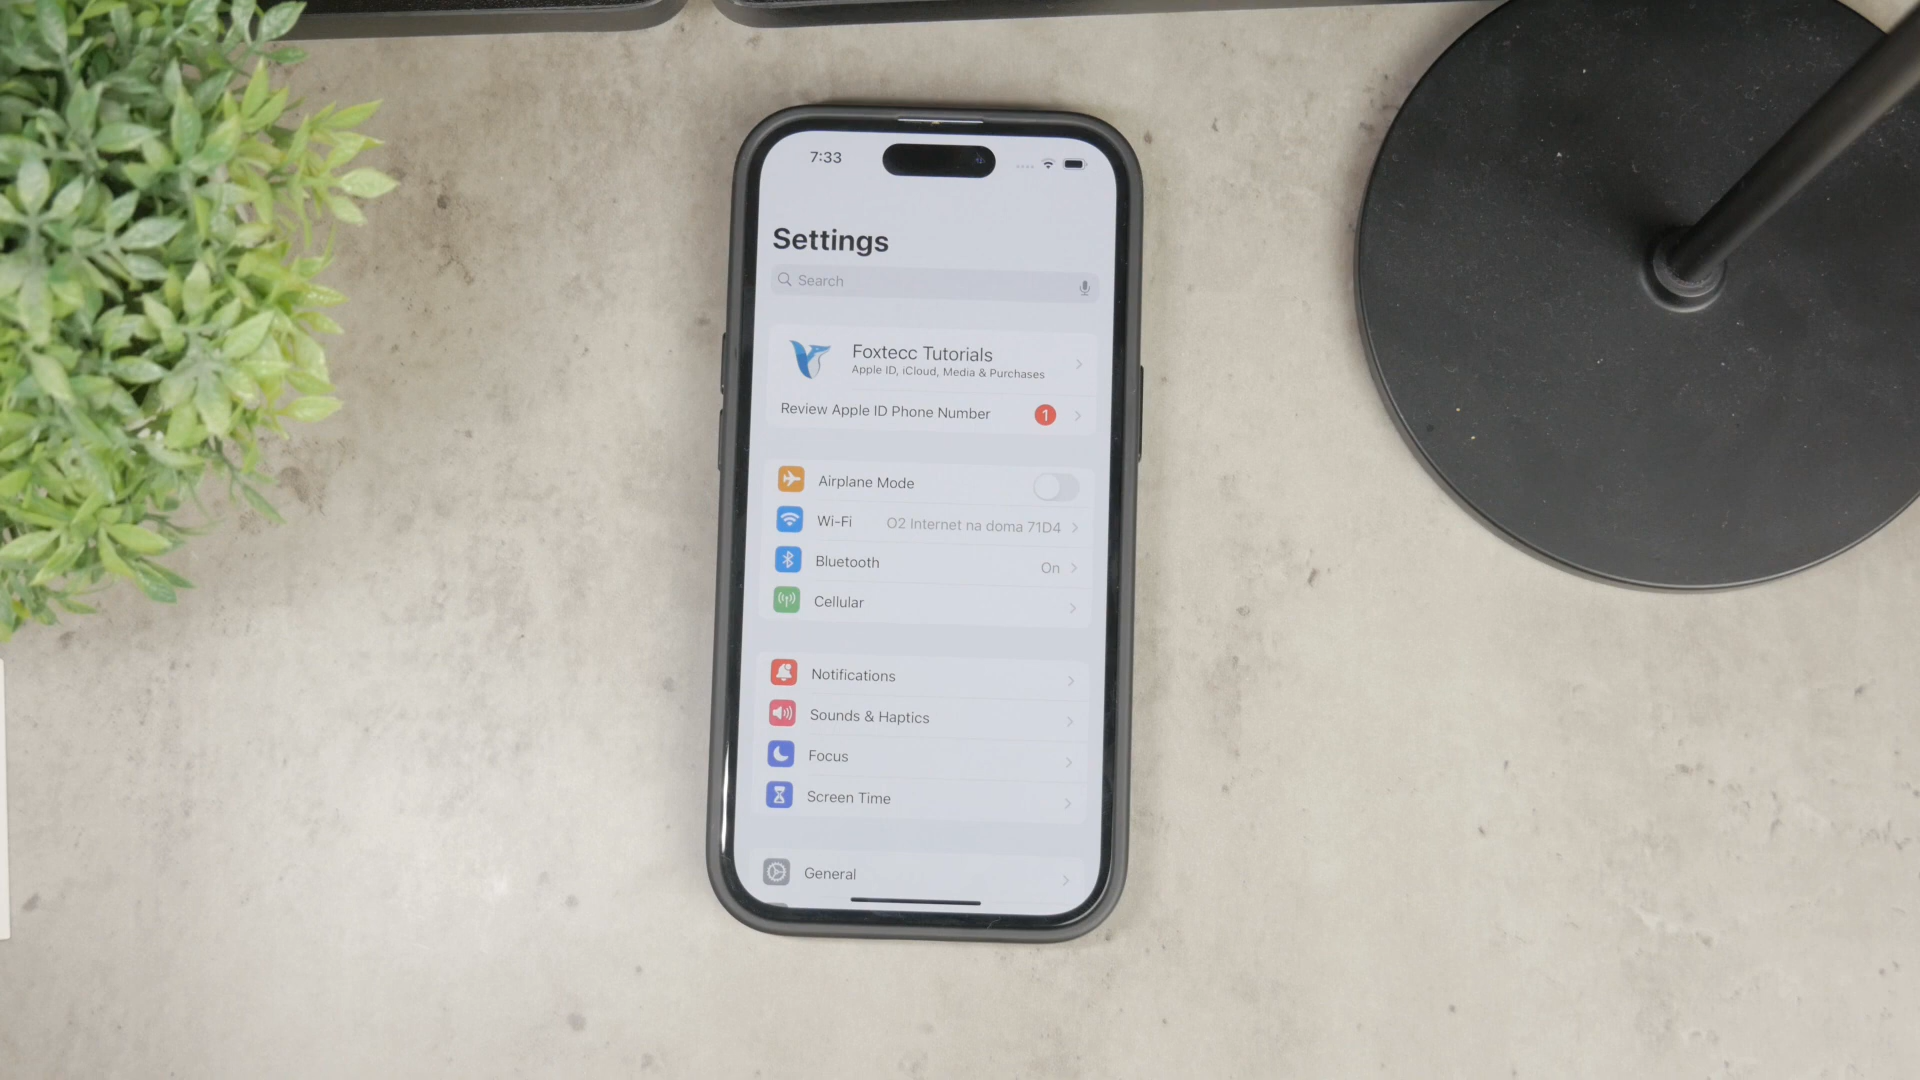 7:33
Settings
Search
Foxtecc Tutorials
Apple ID, iCloud, Media & Purchases
Review Apple ID Phone Number 1
Airplane Mode
Wi-Fi O2 Internet na doma 71D4
Bluetooth On
Cellular
Notifications
Sounds & Haptics
Focus
Screen Time
General